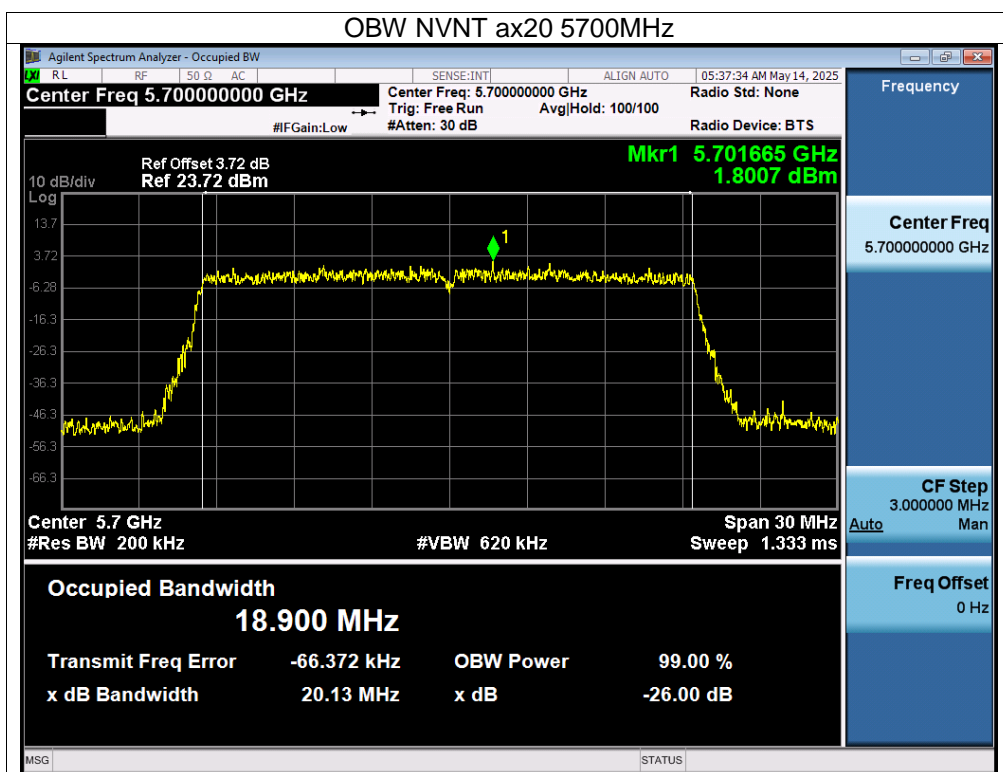 OBW NVNT ax20 5700MHz
Agilent Spectrum Analyzer - Occupied BW
LXI RL RF 50 Ω AC SENSE:INT ALIGN AUTO 05:37:34 AM May 14, 2025
Center Freq 5.700000000 GHz
Center Freq: 5.700000000 GHz Radio Std: None
Trig: Free Run Avg|Hold: 100/100
#IFGain:Low #Atten: 30 dB Radio Device: BTS
Frequency
Mkr1 5.701665 GHz
1.8007 dBm
Ref Offset 3.72 dB
10 dB/div Ref 23.72 dBm
Log
13.7
3.72
-6.28
-16.3
-26.3
-36.3
-46.3
-56.3
-66.3
1
Center 5.7 GHz Span 30 MHz
#Res BW 200 kHz #VBW 620 kHz Sweep 1.333 ms
Center Freq
5.700000000 GHz
CF Step
3.000000 MHz
Auto Man
Freq Offset
0 Hz
Occupied Bandwidth
18.900 MHz
Transmit Freq Error -66.372 kHz OBW Power 99.00 %
x dB Bandwidth 20.13 MHz x dB -26.00 dB
MSG STATUS